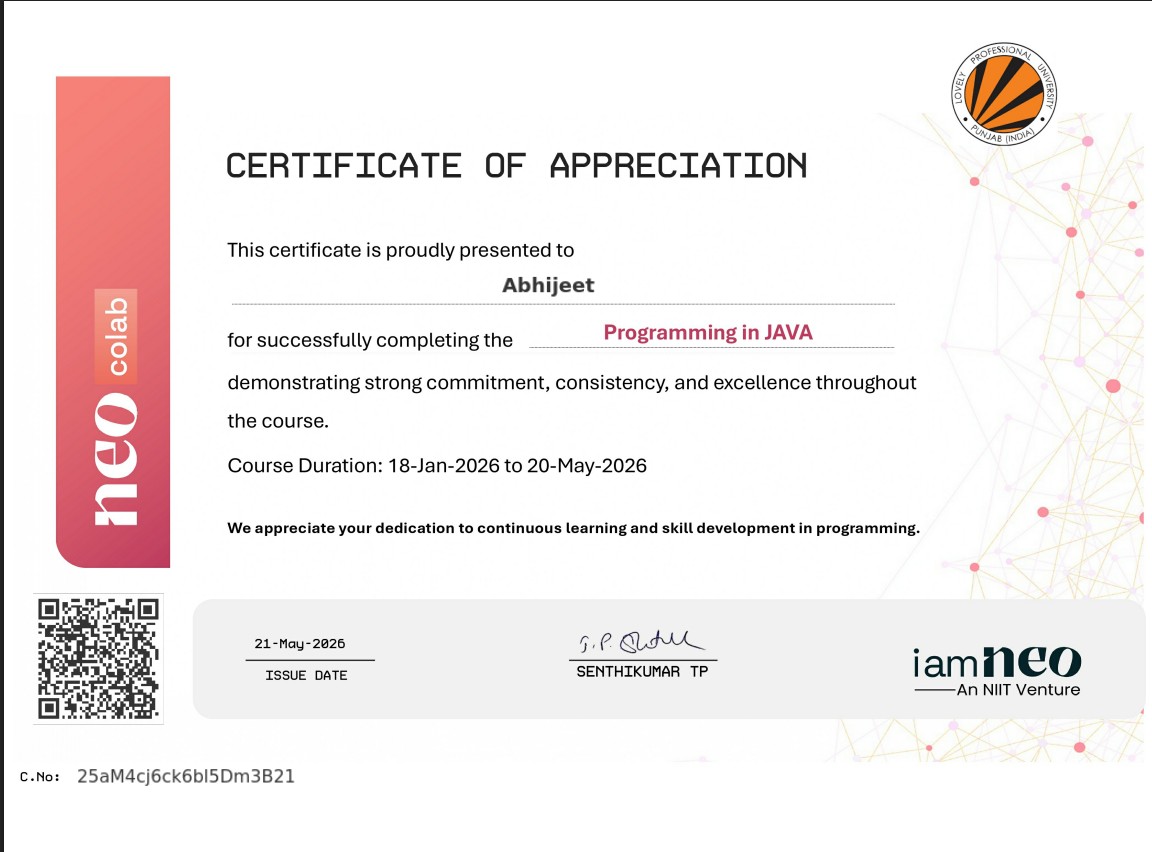 LOVELY PROFESSIONAL UNIVERSITY
PUNJAB (INDIA)
CERTIFICATE OF APPRECIATION
This certificate is proudly presented to
Abhijeet
for successfully completing the Programming in JAVA
demonstrating strong commitment, consistency, and excellence throughout
the course.
Course Duration: 18-Jan-2026 to 20-May-2026
We appreciate your dedication to continuous learning and skill development in programming.
neo colab
21-May-2026
ISSUE DATE
SENTHIKUMAR TP
iamneo
An NIIT Venture
C.No: 25aM4cj6ck6bl5Dm3B21